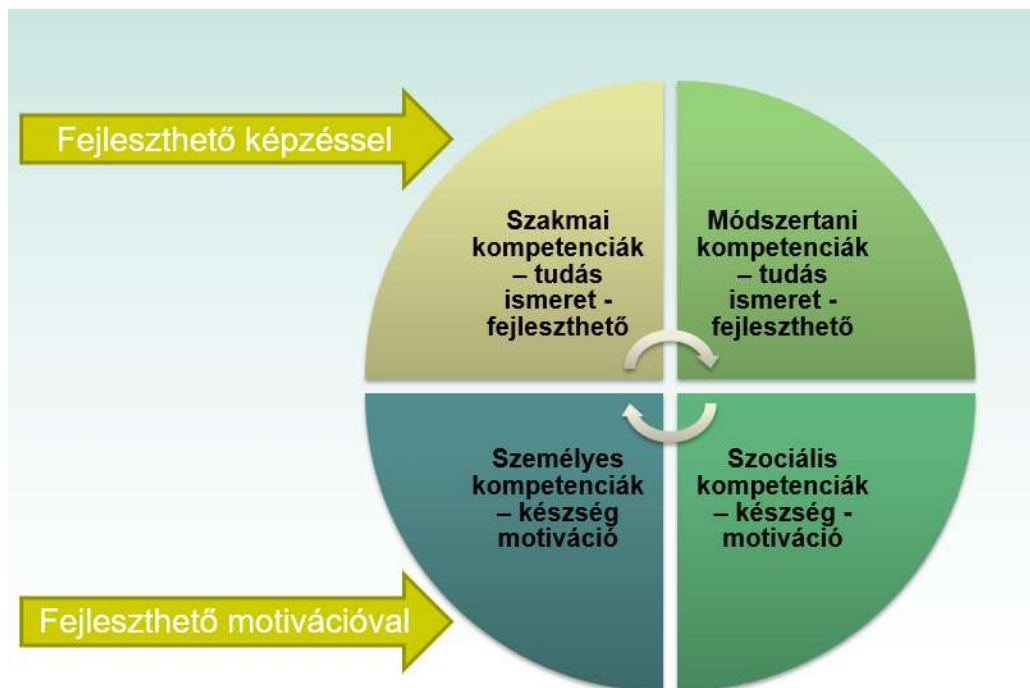 Fejleszthető képzéssel
Szakmai
kompetenciák
– tudás
ismeret -
fejleszthető
Módszertani
kompetenciák
– tudás
ismeret -
fejleszthető
Személyes
kompetenciák
– készség
motiváció
Szociális
kompetenciák
– készség -
motiváció
Fejleszthető motivációval